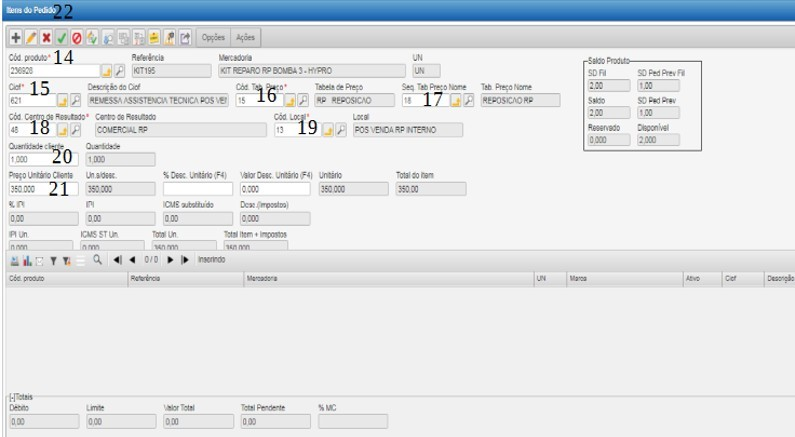 Itens do Pedido 22
Opções Ações
Cód. produto* 14 Referência Mercadoria UN
236928 KIT195 KIT REPARO RP BOMBA 3 - HYPRO UN
Saldo Produto
SD Fil SD Ped Prev Fil
2,00 1,00
Saldo SD Ped Prev
2,00 1,00
Reservado Disponível
0,000 2,000
Ciof* 15 Descrição do Ciof Cód. Tab. Preço* 16 Tabela de Preço Seq. Tab Preço Nome 17 Tab. Preço Nome
621 REMESSA ASSISTENCIA TECNICA POS VEN 15 RP REPOSICAO 18 REPOSICAO RP
Cód. Centro de Resultado* 18 Centro de Resultado Cód. Local* 19 Local
48 COMERCIAL RP 13 POS VENDA RP INTERNO
Quantidade cliente 20 Quantidade
1,000 1,000
Preço Unitário Cliente 21 Un.s/desc. % Desc. Unitário (F4) Valor Desc. Unitário (F4) Unitário Total do Item
350,000 350,000 0,000 350,000 350,00
% IPI IPI ICMS substituído Desc.(Impostos)
0,00 0,00 0,00 0,000
IPI Un. ICMS ST Un. Total Un. Total Item + Impostos
0,000 0,000 350,000 350,000
0/0 Inserindo
Cód. produto Referência Mercadoria UN Marca Ativo Ciof Descrição
[-]Totais
Débito Limite Valor Total Total Pendente % MC
0,00 0,00 0,00 0,00